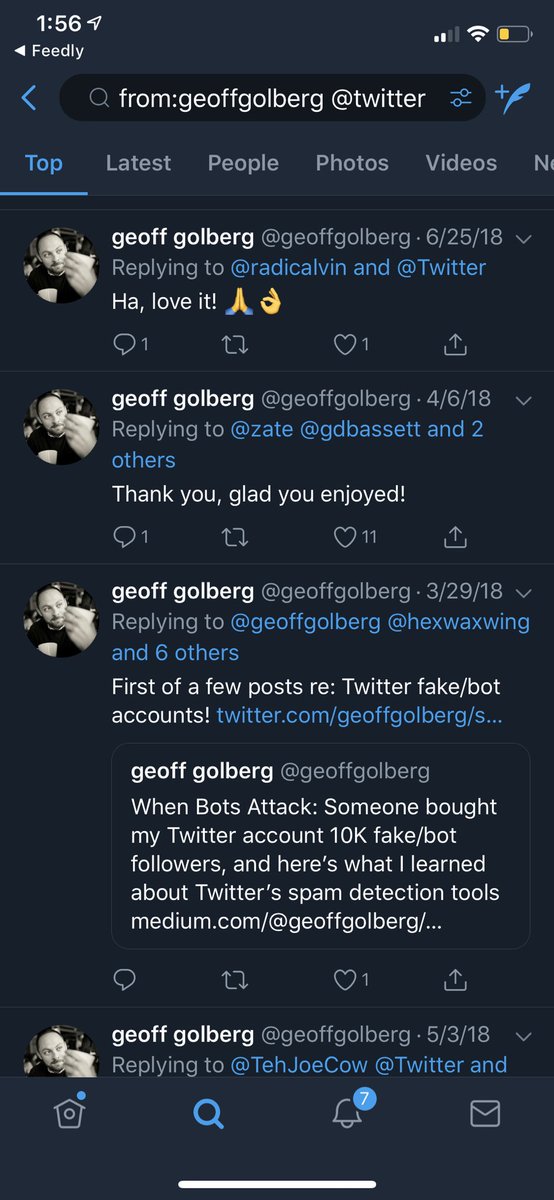 1:56
◀ Feedly
from:geoffgolberg @twitter
Top Latest People Photos Videos Ne
geoff golberg @geoffgolberg · 6/25/18
Replying to @radicalvin and @Twitter
Ha, love it! 🙏👌
1 1
geoff golberg @geoffgolberg · 4/6/18
Replying to @zate @gdbassett and 2
others
Thank you, glad you enjoyed!
1 11
geoff golberg @geoffgolberg · 3/29/18
Replying to @geoffgolberg @hexwaxwing
and 6 others
First of a few posts re: Twitter fake/bot
accounts! twitter.com/geoffgolberg/s...
geoff golberg @geoffgolberg
When Bots Attack: Someone bought
my Twitter account 10K fake/bot
followers, and here’s what I learned
about Twitter’s spam detection tools
medium.com/@geoffgolberg/...
1
geoff golberg @geoffgolberg · 5/3/18
Replying to @TehJoeCow @Twitter and
7